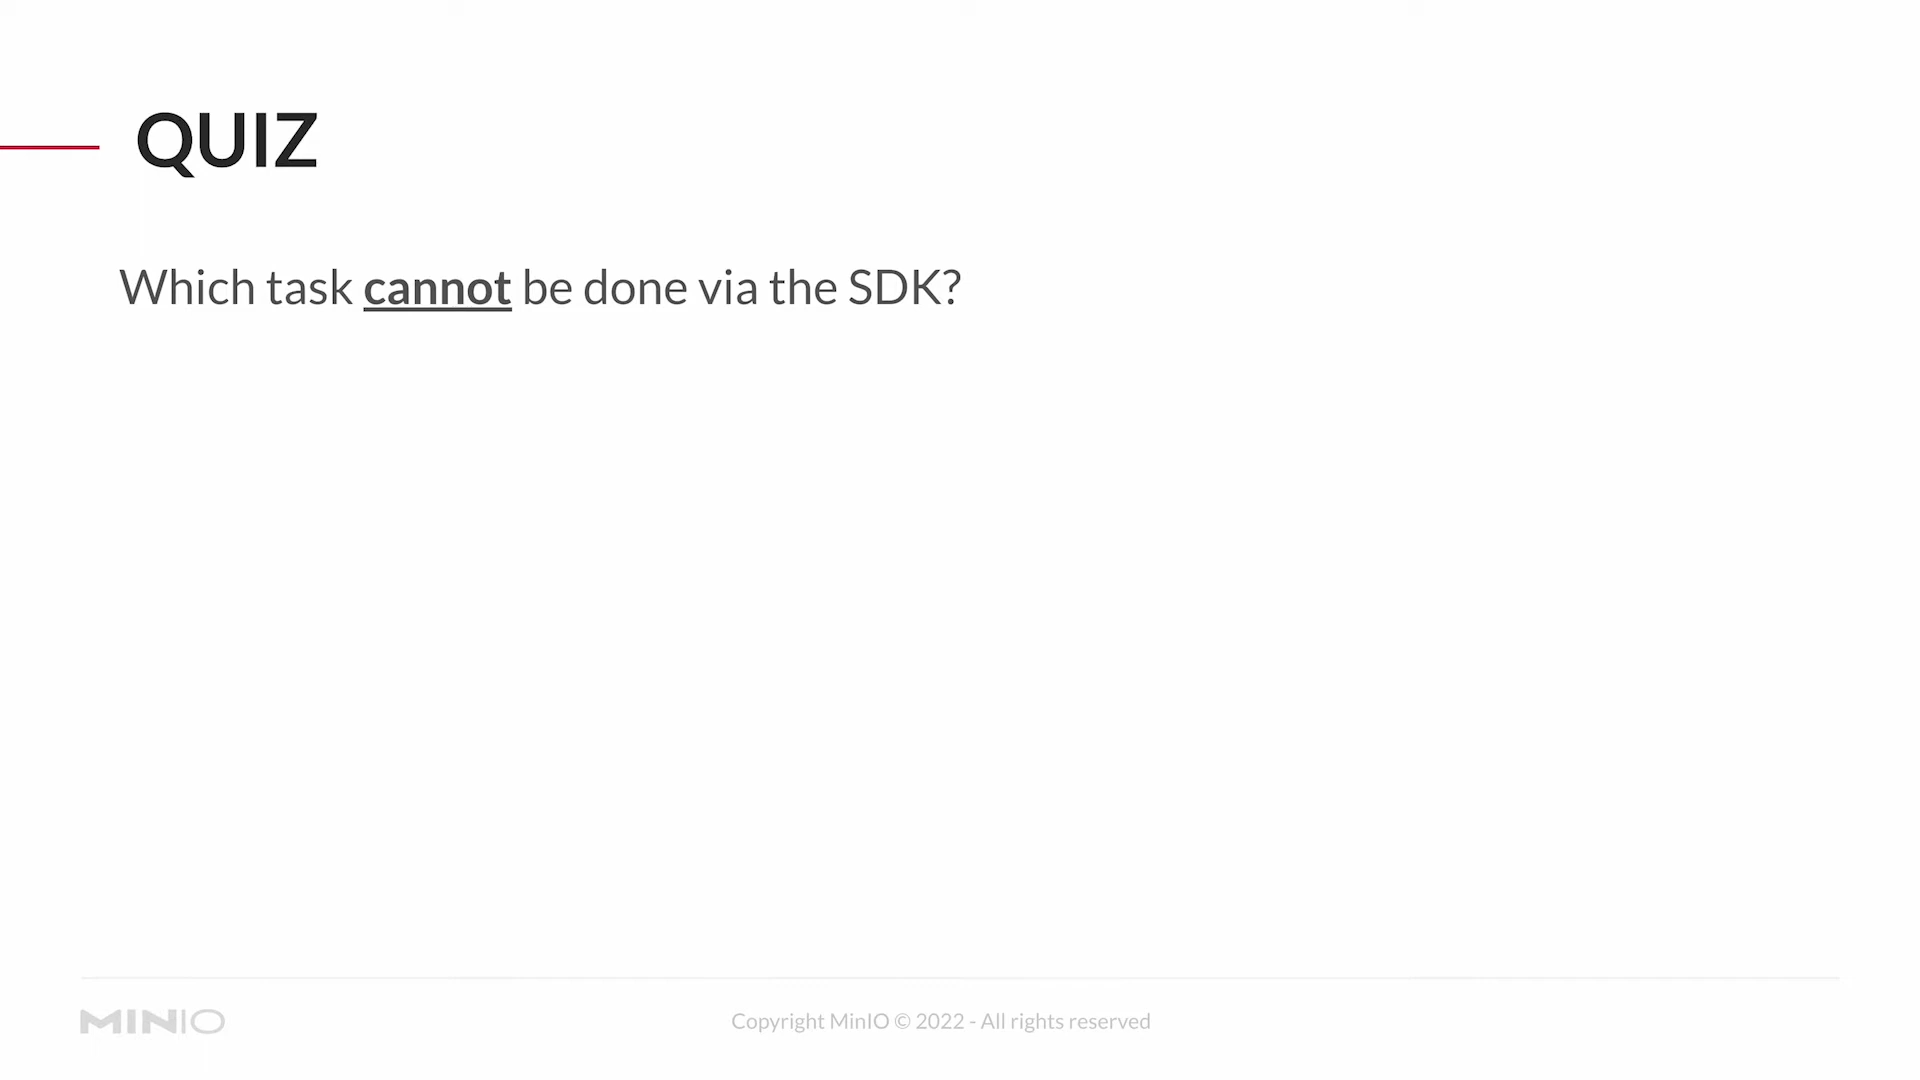 QUIZ
Which task cannot be done via the SDK?
MINIO
Copyright MinIO © 2022 - All rights reserved